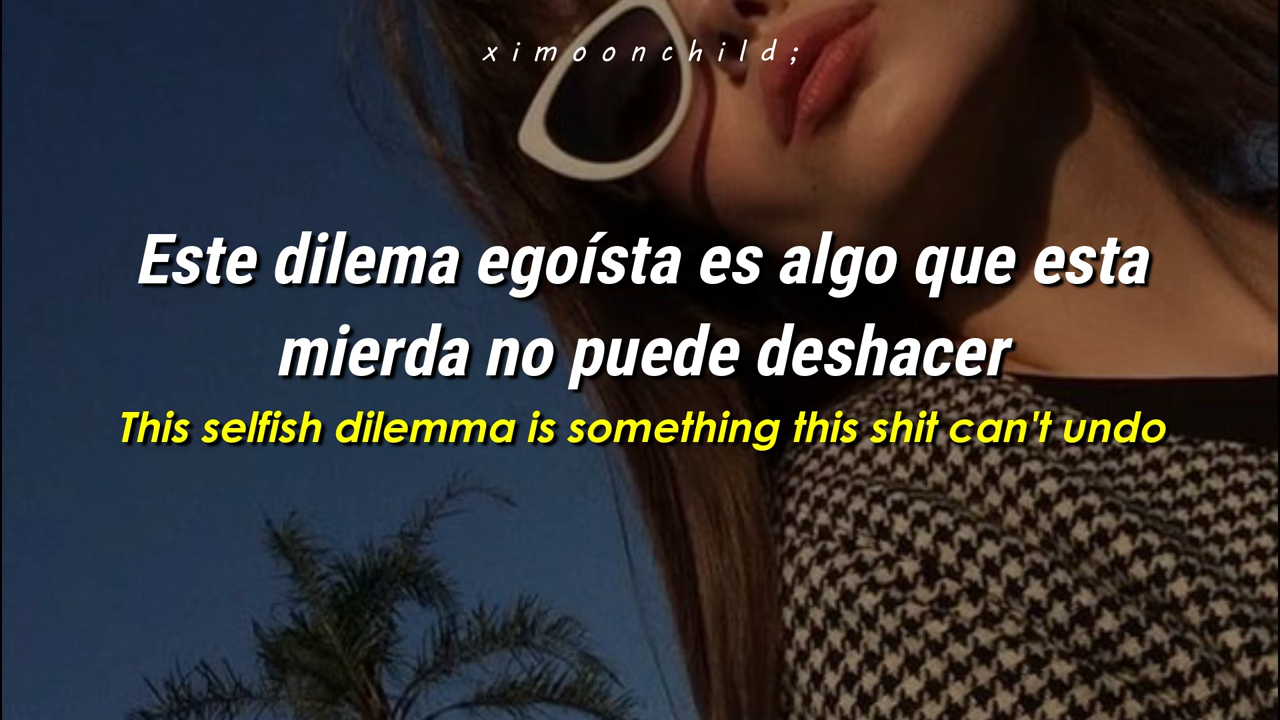 ximoonchild;
Este dilema egoísta es algo que esta
mierda no puede deshacer
This selfish dilemma is something this shit can't undo